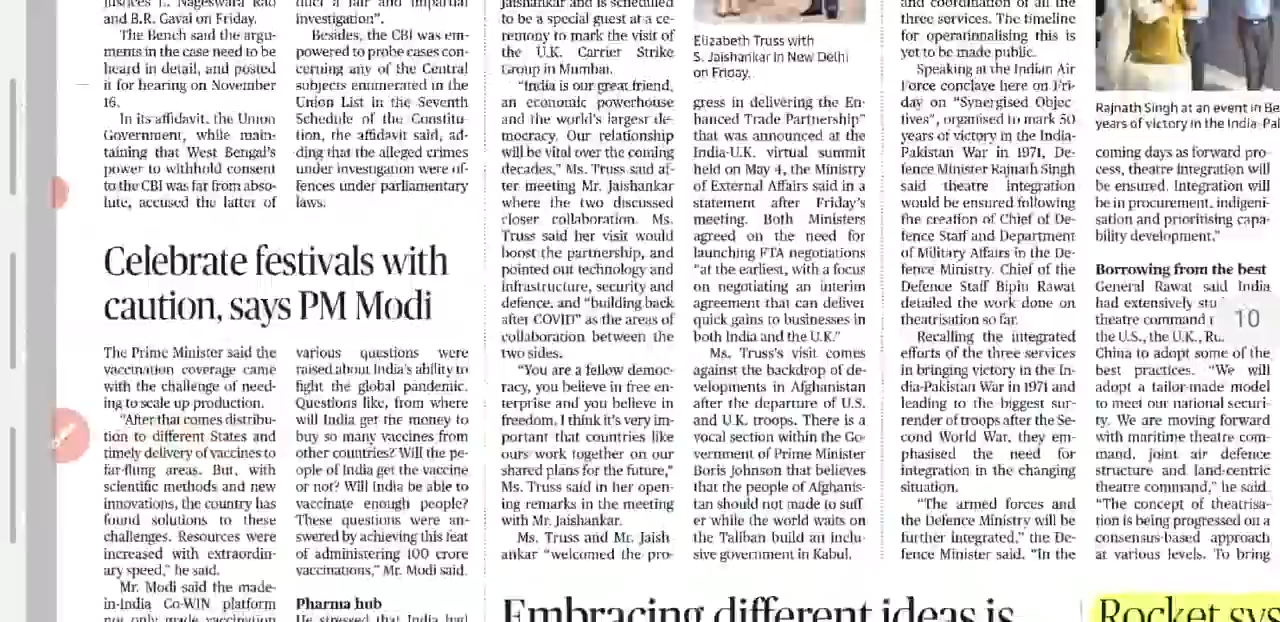 and B.R. Gavai on Friday.
The Bench said the argu-
ments in the case need to be
heard in detail, and posted
it for hearing on November
16.
In its affidavit, the Union
Government, while main-
taining that West Bengal's
power to withhold consent
to the CBI was far from abso-
lute, accused the latter of
investigation".
Besides, the CBI was em-
powered to probe cases con-
cerning any of the Central
subjects enumerated in the
Union List in the Seventh
Schedule of the Constitu-
tion, the affidavit said, ad-
ding that the alleged crimes
under investigation were of-
fences under parliamentary
laws.
Celebrate festivals with
caution, says PM Modi
The Prime Minister said the
vaccination coverage came
with the challenge of need-
ing to scale up production.
"After that comes distribu-
tion to different States and
timely delivery of vaccines to
far-flung areas. But, with
scientific methods and new
innovations, the country has
found solutions to these
challenges. Resources were
increased with extraordin-
ary speed," he said.
Mr. Modi said the made-
in-India Co-WIN platform
not only made vaccination
various questions were
raised about India's ability to
fight the global pandemic.
Questions like, from where
will India get the money to
buy so many vaccines from
other countries? Will the pe-
ople of India get the vaccine
or not? Will India be able to
vaccinate enough people?
These questions were an-
swered by achieving this feat
of administering 100 crore
vaccinations," Mr. Modi said.
Pharma hub
He stressed that India had
Jaishankar and is scheduled
to be a special guest at a ce-
remony to mark the visit of
the U.K. Carrier Strike
Group in Mumbai.
"India is our great friend,
an economic powerhouse
and the world's largest de-
mocracy. Our relationship
will be vital over the coming
decades," Ms. Truss said af-
ter meeting Mr. Jaishankar
where the two discussed
closer collaboration. Ms.
Truss said her visit would
boost the partnership, and
pointed out technology and
infrastructure, security and
defence, and "building back
after COVID" as the areas of
collaboration between the
two sides.
"You are a fellow democ-
racy, you believe in free en-
terprise and you believe in
freedom. I think it's very im-
portant that countries like
ours work together on our
shared plans for the future,"
Ms. Truss said in her open-
ing remarks in the meeting
with Mr. Jaishankar.
Ms. Truss and Mr. Jaish
ankar "welcomed the pro-
Elizabeth Truss with
S. Jaishankar in New Delhi
on Friday.
gress in delivering the En-
hanced Trade Partnership"
that was announced at the
India-U.K. virtual summit
held on May 4, the Ministry
of External Affairs said in a
statement after Friday's
meeting. Both Ministers
agreed on the need for
launching FTA negotiations
"at the earliest, with a focus
on negotiating an interim
agreement that can deliver
quick gains to businesses in
both India and the U.K."
Ms. Truss's visit comes
against the backdrop of de-
velopments in Afghanistan
after the departure of U.S.
and U.K. troops. There is a
vocal section within the Go-
vernment of Prime Minister
Boris Johnson that believes
that the people of Afghanis-
tan should not made to suff
er while the world waits on
the Taliban build an inclu-
sive government in Kabul.
Embracing different ideas is
and coordination of all the
three services. The timeline
for operationalising this is
yet to be made public.
Speaking at the Indian Air
Force conclave here on Fri-
day on "Synergised Objec-
tives", organised to mark 50
years of victory in the India-
Pakistan War in 1971, De-
fence Minister Rajnath Singh
said theatre integration
would be ensured following
the creation of Chief of De-
fence Staff and Department
of Military Affairs in the De-
fence Ministry. Chief of the
Defence Staff Bipin Rawat
detailed the work done on
theatrisation so far.
Recalling the integrated
efforts of the three services
in bringing victory in the In-
dia-Pakistan War in 1971 and
leading to the biggest sur-
render of troops after the Se-
cond World War, they em-
phasised the need for
integration in the changing
situation.
"The armed forces and
the Defence Ministry will be
further integrated," the De-
fence Minister said. "In the
Rajnath Singh at an event in Be
years of victory in the India-Pal
coming days as forward pro-
cess, theatre integration will
be ensured. Integration will
be in procurement, indigeni-
sation and prioritising capa-
bility development."
Borrowing from the best
General Rawat said India
had extensively stu
theatre command
the U.S., the U.K., Ru
China to adopt some of the
best practices. "We will
adopt a tailor-made model
to meet our national securi-
ty. We are moving forward
with maritime theatre com-
mand, joint air defence
structure and land-centric
theatre command," he said.
"The concept of theatrisa-
tion is being progressed on a
consensus-based approach
at various levels. To bring
Rocket sys
10